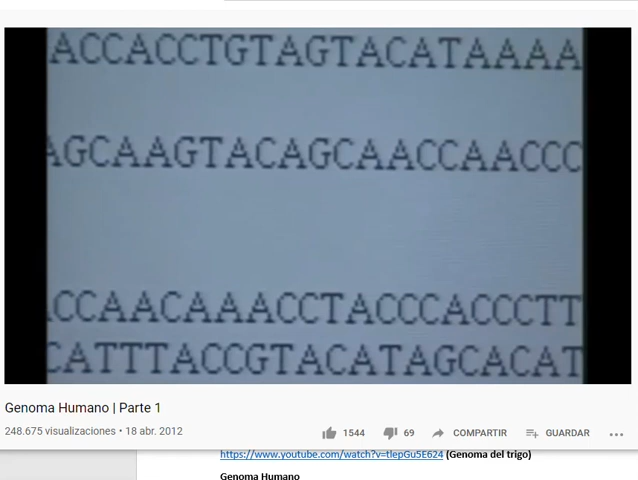 ACCACCTGTAGTACATAAAA
AGCAAGTACAGCAACCAACCC
CCAACAAACCTACCCACCCTT
CATTTACCGTACATAGCACAT
Genoma Humano | Parte 1
248.675 visualizaciones • 18 abr. 2012
1544 69 COMPARTIR GUARDAR ...
https://www.youtube.com/watch?v=tlepGu5E624 (Genoma del trigo)
Genoma Humano